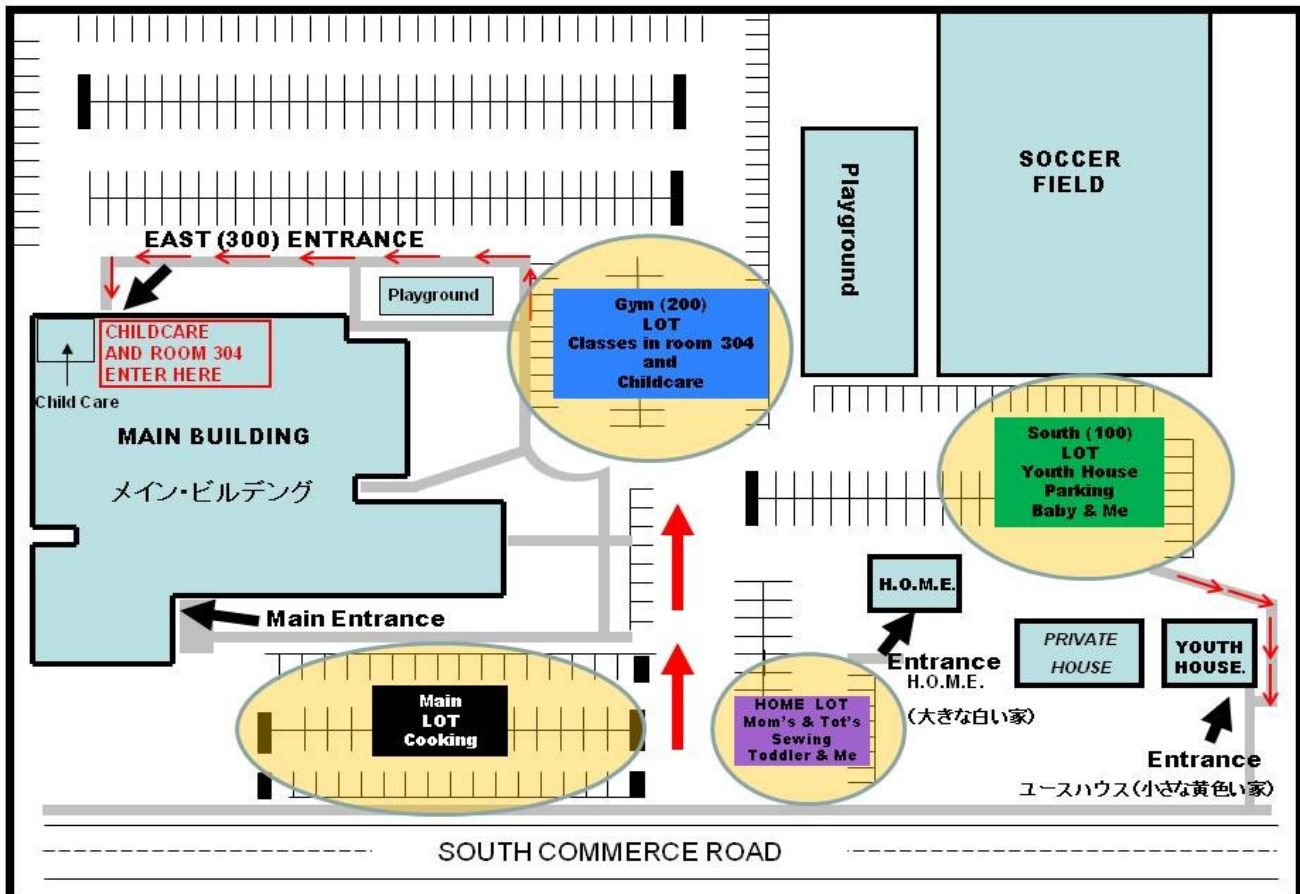 SOCCER
FIELD
Playground
EAST (300) ENTRANCE
Playground
Gym (200)
LOT
Classes in room 304
and
Childcare
CHILDCARE
AND ROOM 304
ENTER HERE
Child Care
MAIN BUILDING
メイン・ビルデング
South (100)
LOT
Youth House
Parking
Baby & Me
H.O.M.E.
Main Entrance
PRIVATE
HOUSE
YOUTH
HOUSE.
Entrance
H.O.M.E.
(大きな白い家)
Main
LOT
Cooking
HOME LOT
Mom's & Tot's
Sewing
Toddler & Me
Entrance
ユースハウス(小さな黄色い家)
SOUTH COMMERCE ROAD